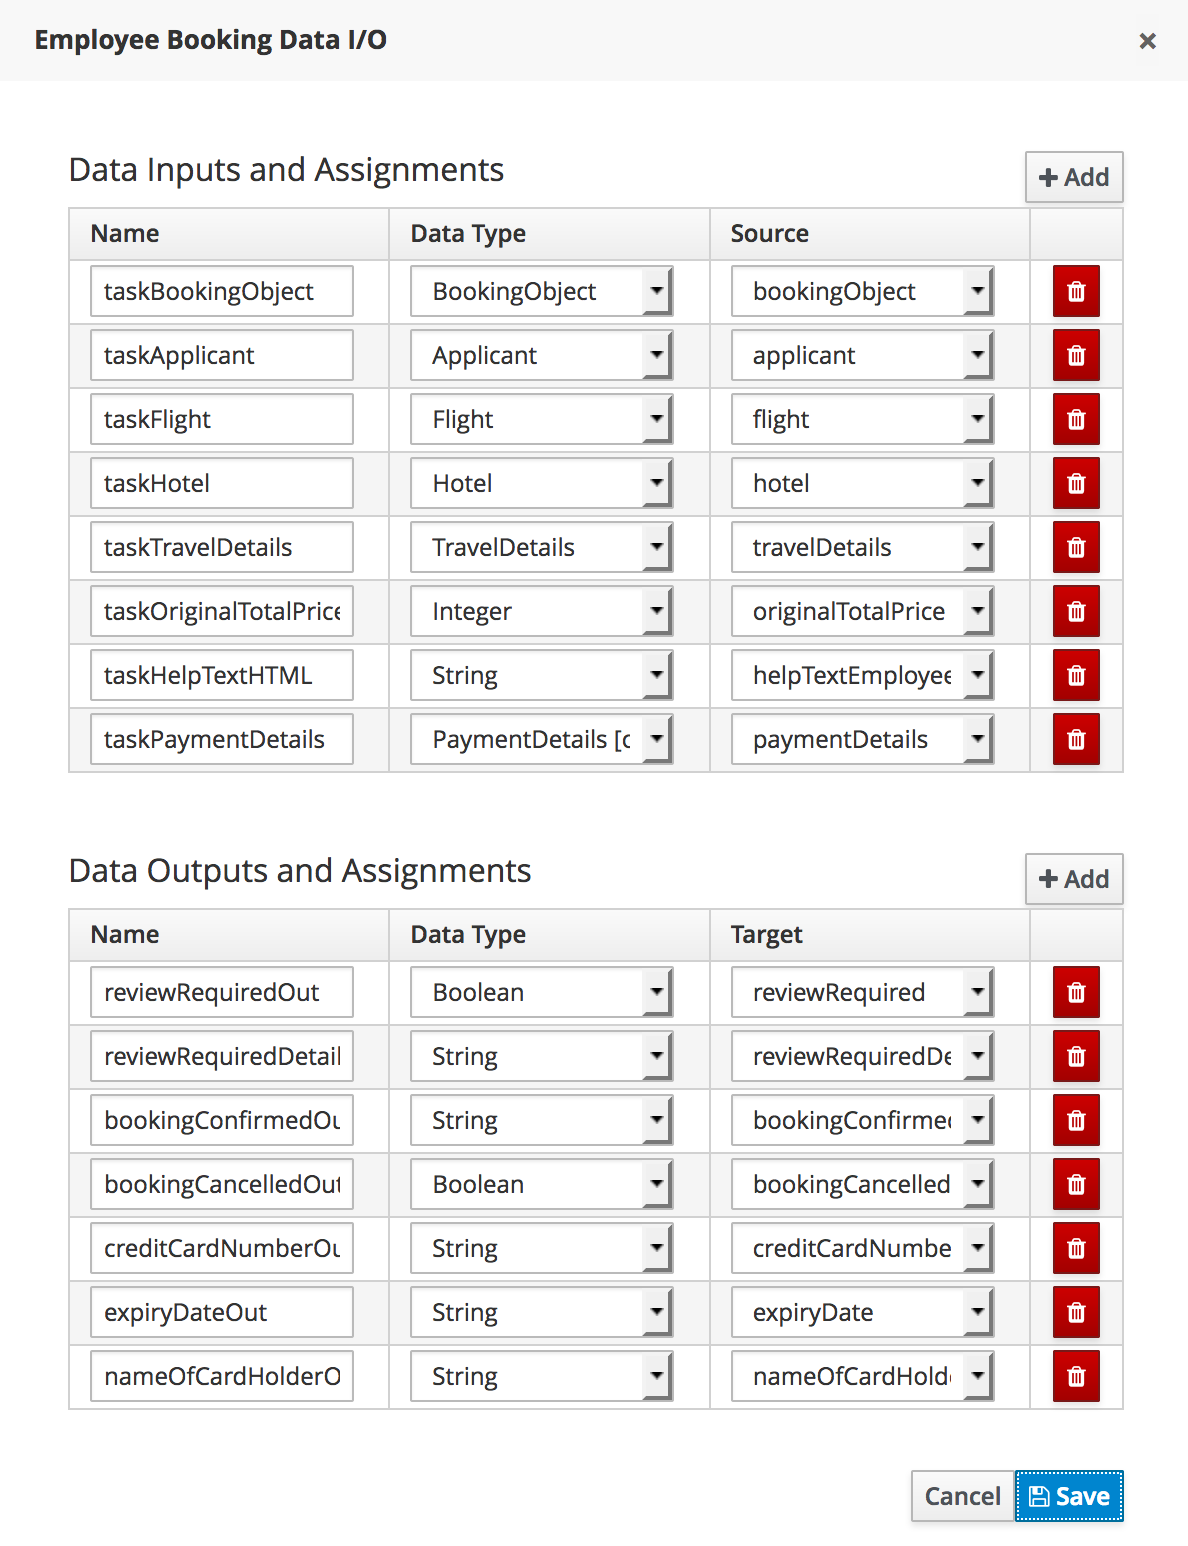 Employee Booking Data I/O
Data Inputs and Assignments
Add
Name Data Type Source
taskBookingObject BookingObject bookingObject
taskApplicant Applicant applicant
taskFlight Flight flight
taskHotel Hotel hotel
taskTravelDetails TravelDetails travelDetails
taskOriginalTotalPrice Integer originalTotalPrice
taskHelpTextHTML String helpTextEmployee
taskPaymentDetails PaymentDetails [c paymentDetails
Data Outputs and Assignments
Add
Name Data Type Target
reviewRequiredOut Boolean reviewRequired
reviewRequiredDetail String reviewRequiredDe
bookingConfirmedOu String bookingConfirmed
bookingCancelledOut Boolean bookingCancelled
creditCardNumberOu String creditCardNumbe
expiryDateOut String expiryDate
nameOfCardHolderO String nameOfCardHold
Cancel Save